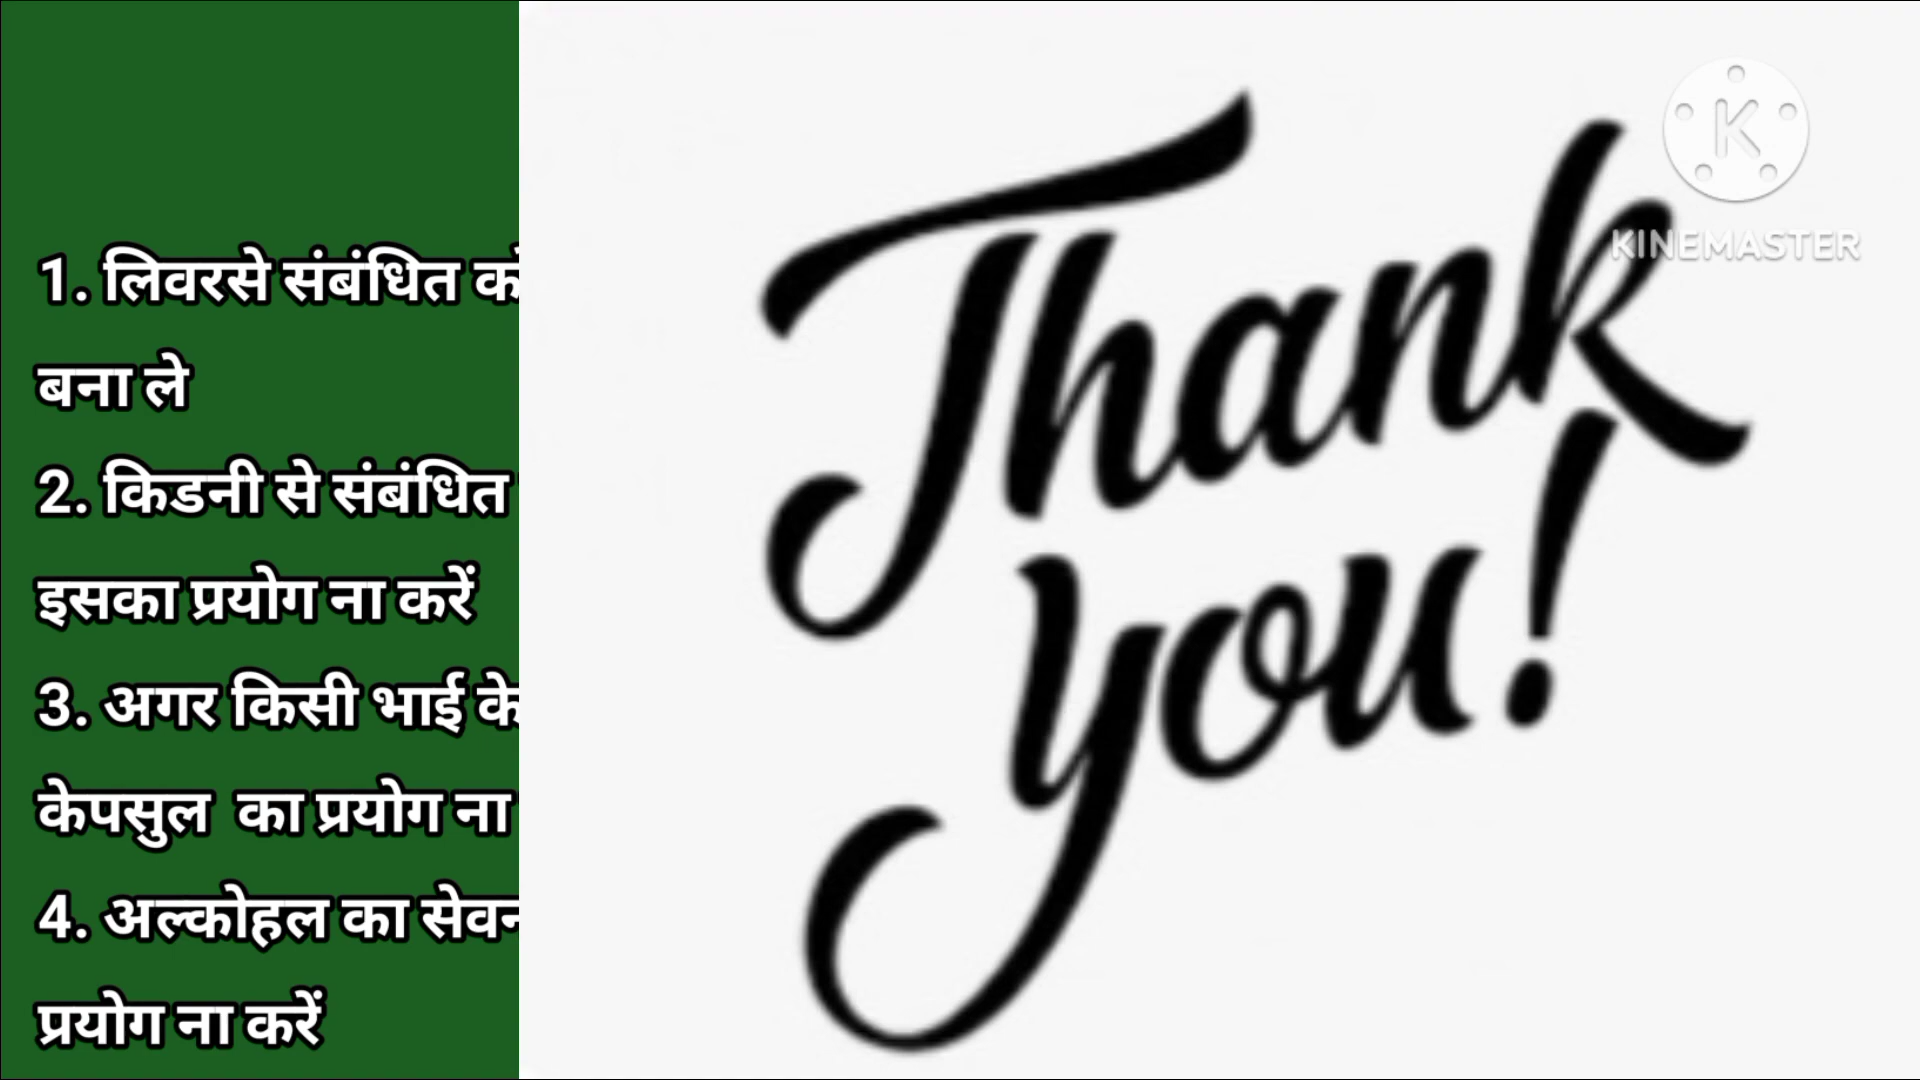 1. लिवरसे संबंधित
बना ले
2. किडनी से संबंधित
इसका प्रयोग ना करें
3. अगर किसी भाई के
केपसुल का प्रयोग ना
4. अल्कोहल का
प्रयोग ना करें
Thank
you!
K
KINEMASTER